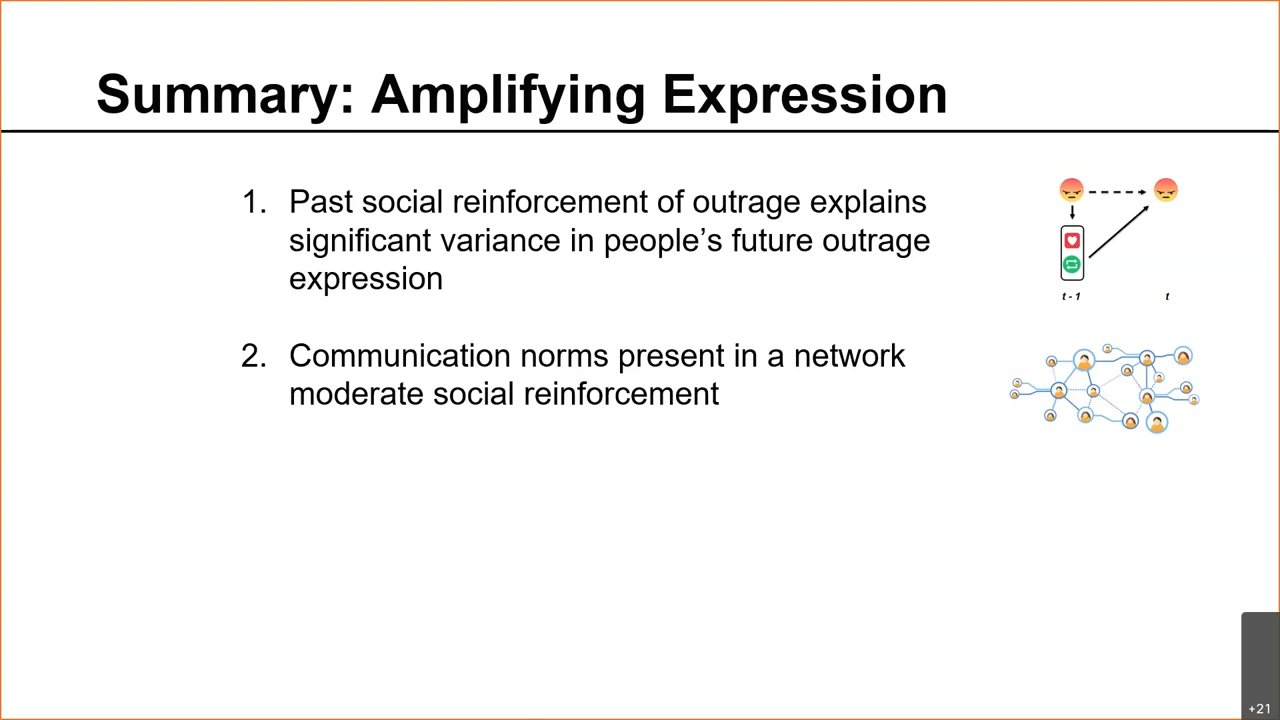 Summary: Amplifying Expression
1. Past social reinforcement of outrage explains
significant variance in people’s future outrage
expression
t - 1 t
2. Communication norms present in a network
moderate social reinforcement
+21